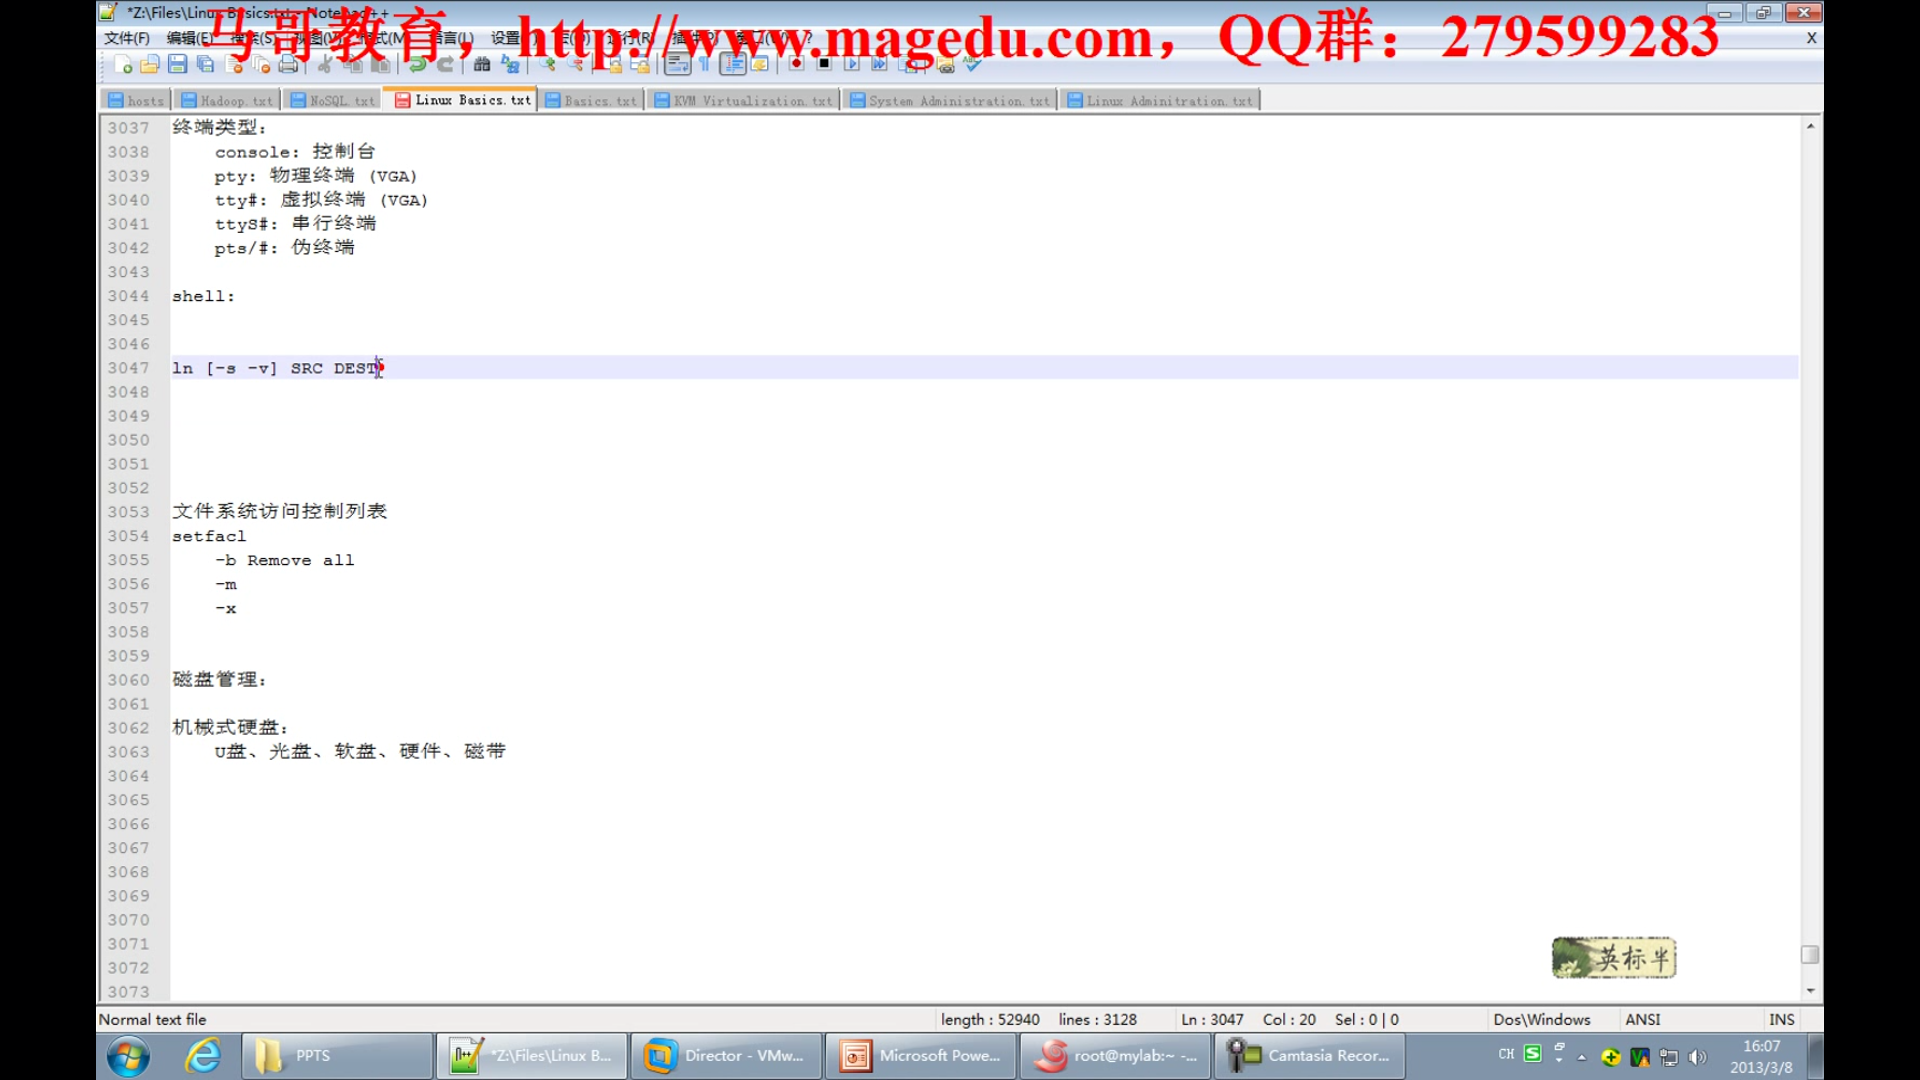 *Z:\Files\Linux Basics.txt - Notepad++
马哥教育，http://www.magedu.com，QQ群：279599283
文件(F) 编辑(E) 搜索(S) 视图(V) 格式(M) 语言(L) 设置 运行(R) ? X
hosts Hadoop.txt NoSQL.txt Linux Basics.txt Basics.txt KVM Virtualization.txt System Administration.txt Linux Adminitration.txt
3037 终端类型：
3038 console: 控制台
3039 pty: 物理终端 (VGA)
3040 tty#: 虚拟终端 (VGA)
3041 ttyS#: 串行终端
3042 pts/#: 伪终端
3043
3044 shell:
3045
3046
3047 ln [-s -v] SRC DEST
3048
3049
3050
3051
3052
3053 文件系统访问控制列表
3054 setfacl
3055 -b Remove all
3056 -m
3057 -x
3058
3059
3060 磁盘管理：
3061
3062 机械式硬盘：
3063 U盘、光盘、软盘、硬件、磁带
3064
3065
3066
3067
3068
3069
3070
3071
3072
3073
英标半
Normal text file length : 52940 lines : 3128 Ln : 3047 Col : 20 Sel : 0 | 0 Dos\Windows ANSI INS
PPTS *Z:\Files\Linux B... Director - VMw... Microsoft Powe... root@mylab:~ -... Camtasia Recor... CH 16:07
2013/3/8